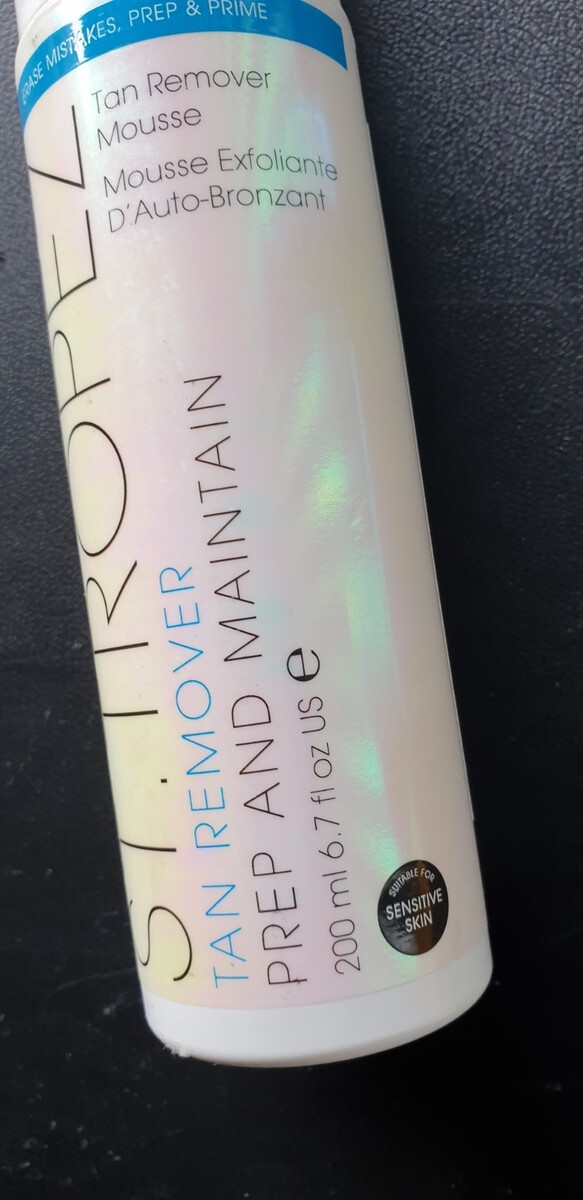 ERASE MISTAKES, PREP & PRIME
Tan Remover
Mousse
Mousse Exfoliante
D'Auto-Bronzant
ST.TROPEZ
TAN REMOVER
PREP AND MAINTAIN
200 ml 6.7 fl oz US e
SUITABLE FOR
SENSITIVE
SKIN